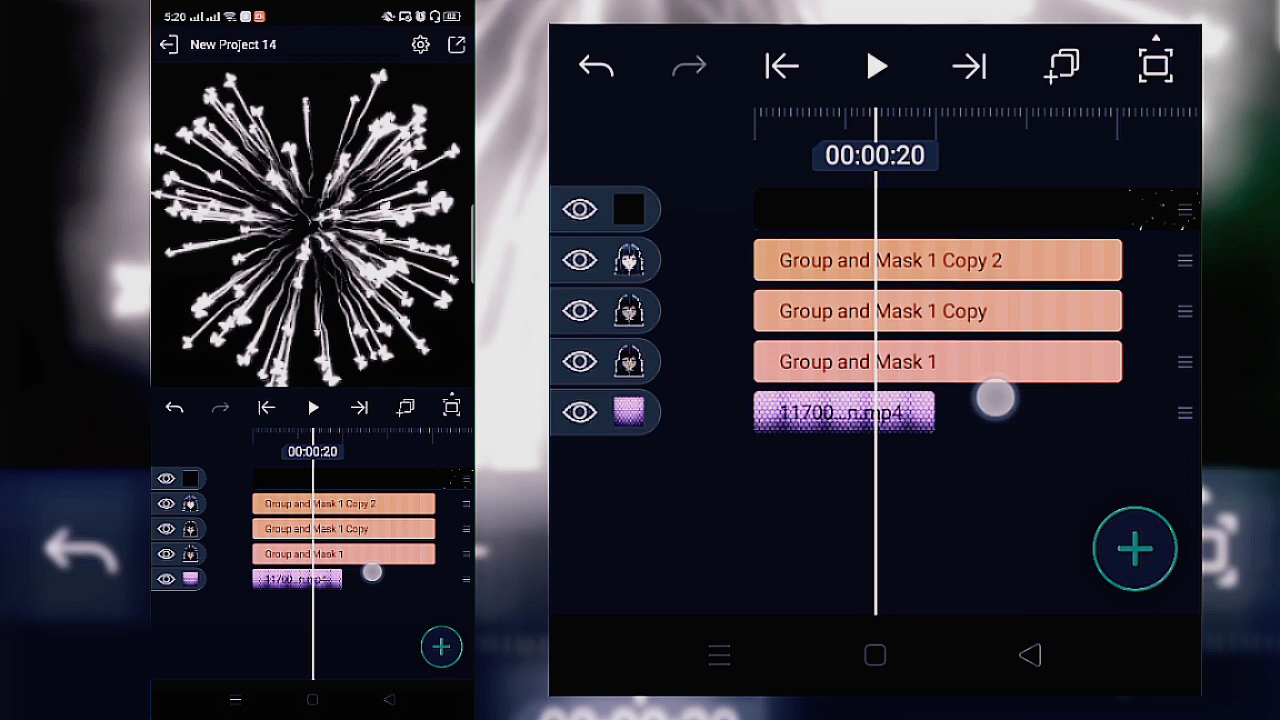 5:20
New Project 14
00:00:20
Group and Mask 1 Copy 2
Group and Mask 1 Copy
Group and Mask 1
00:00:20
Group and Mask 1 Copy 2
Group and Mask 1 Copy
Group and Mask 1
11700...n.mp4